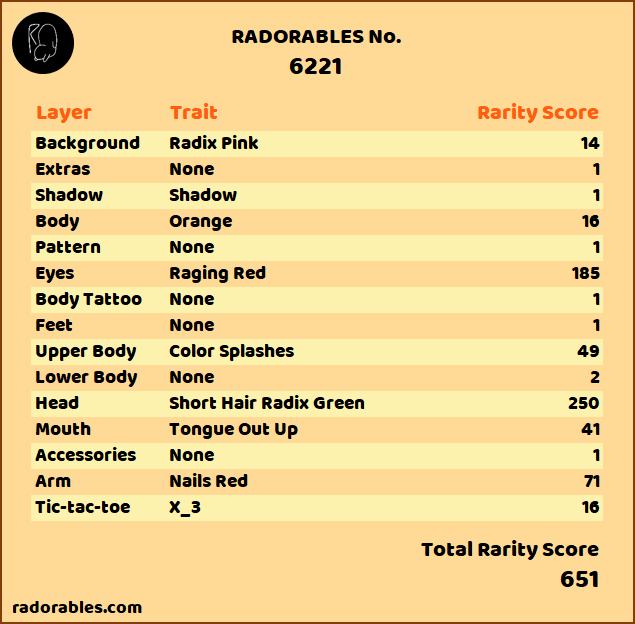 RADORABLES No.
6221
Layer Trait Rarity Score
Background Radix Pink 14
Extras None 1
Shadow Shadow 1
Body Orange 16
Pattern None 1
Eyes Raging Red 185
Body Tattoo None 1
Feet None 1
Upper Body Color Splashes 49
Lower Body None 2
Head Short Hair Radix Green 250
Mouth Tongue Out Up 41
Accessories None 1
Arm Nails Red 71
Tic-tac-toe X_3 16
Total Rarity Score
651
radorables.com